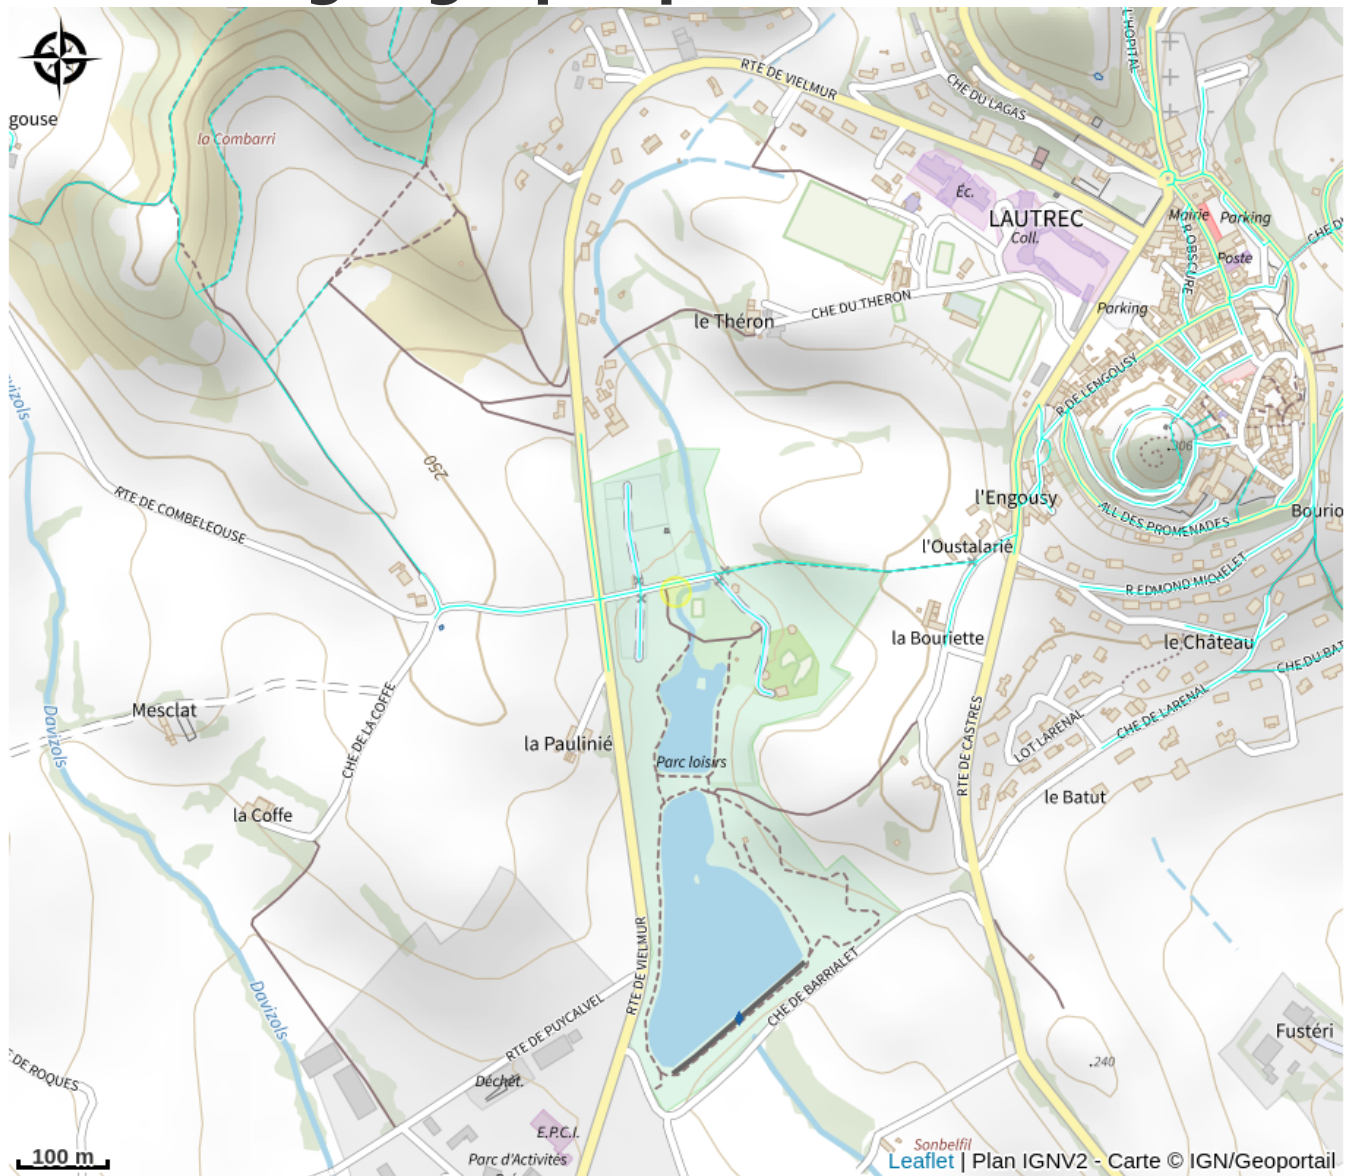 RTE DE VIELMUR
L'HOPITAL
CHE DU LAGAS
gouse
la Combarri
Éc.
LAUTREC
Coll.
Mairie
Parking
R OBSCURE
Poste
CHE DU THERON
le Théron
Parking
R DE LENGOUSY
306
250
RTE DE COMBELEOUSE
l'Engousy
ALL DES PROMENADES
Bourio
l'Oustalarié
R EDMOND MICHELET
la Bouriette
le Château
CHE DU BAT
Mesclat
Davizols
CHE DE LA COFFE
la Paulinié
Parc loisirs
RTE DE CASTRES
LOT LARENAL
CHE DE LARENAL
le Batut
la Coffe
RTE DE VIELMUR
CHE DE BARRIALET
Davizols
RTE DE PUYCALVEL
Fustéri
240
DE ROQUES
Déchèt.
E.P.C.I.
Parc d'Activités
Sonbelfil
100 m
Leaflet | Plan IGNV2 - Carte © IGN/Geoportail